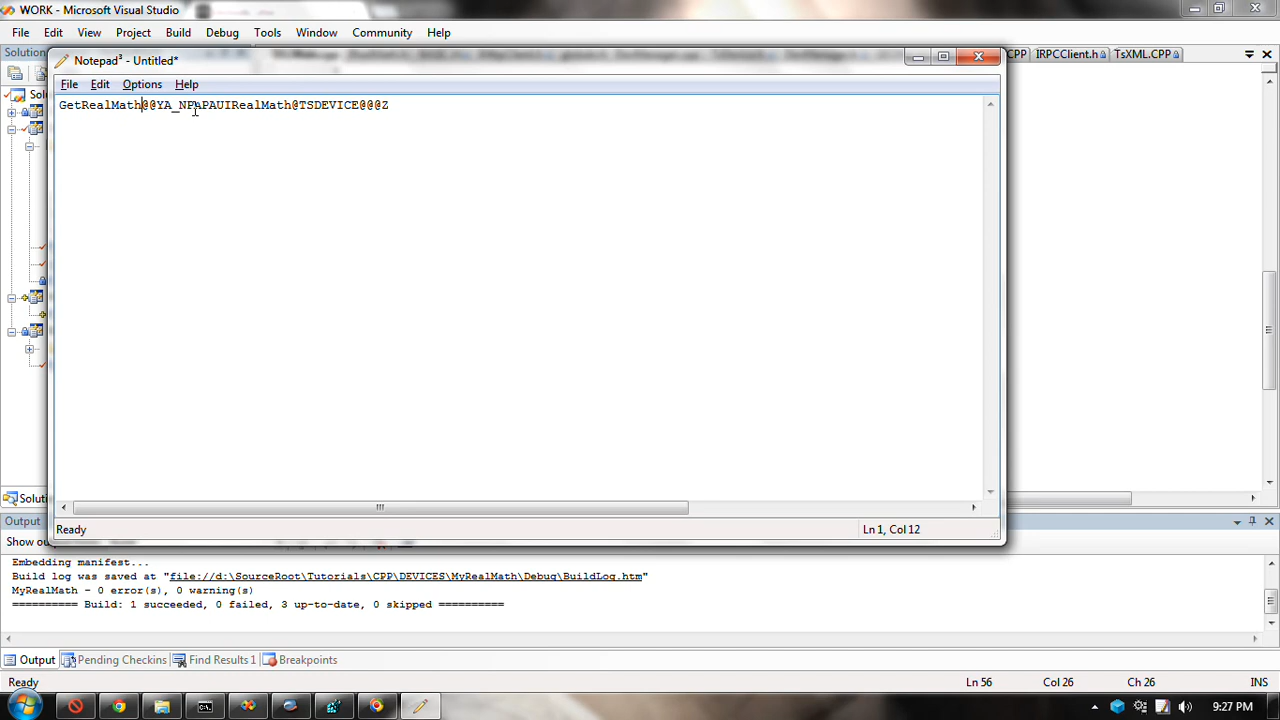 WORK - Microsoft Visual Studio
File Edit View Project Build Debug Tools Window Community Help
Notepad³ - Untitled*
IRPCClient.h TsXML.CPP
File Edit Options Help
GetRealMath@@YA_NPAPAUIRealMath@TSDEVICE@@@Z
Ready
Ln 1, Col 12
Output
Embedding manifest...
Build log was saved at "file://d:\SourceRoot\Tutorials\CPP\DEVICES\MyRealMath\Debug\BuildLog.htm"
MyRealMath - 0 error(s), 0 warning(s)
========== Build: 1 succeeded, 0 failed, 3 up-to-date, 0 skipped ==========
Output Pending Checkins Find Results 1 Breakpoints
Ready Ln 56 Col 26 Ch 26 INS
9:27 PM